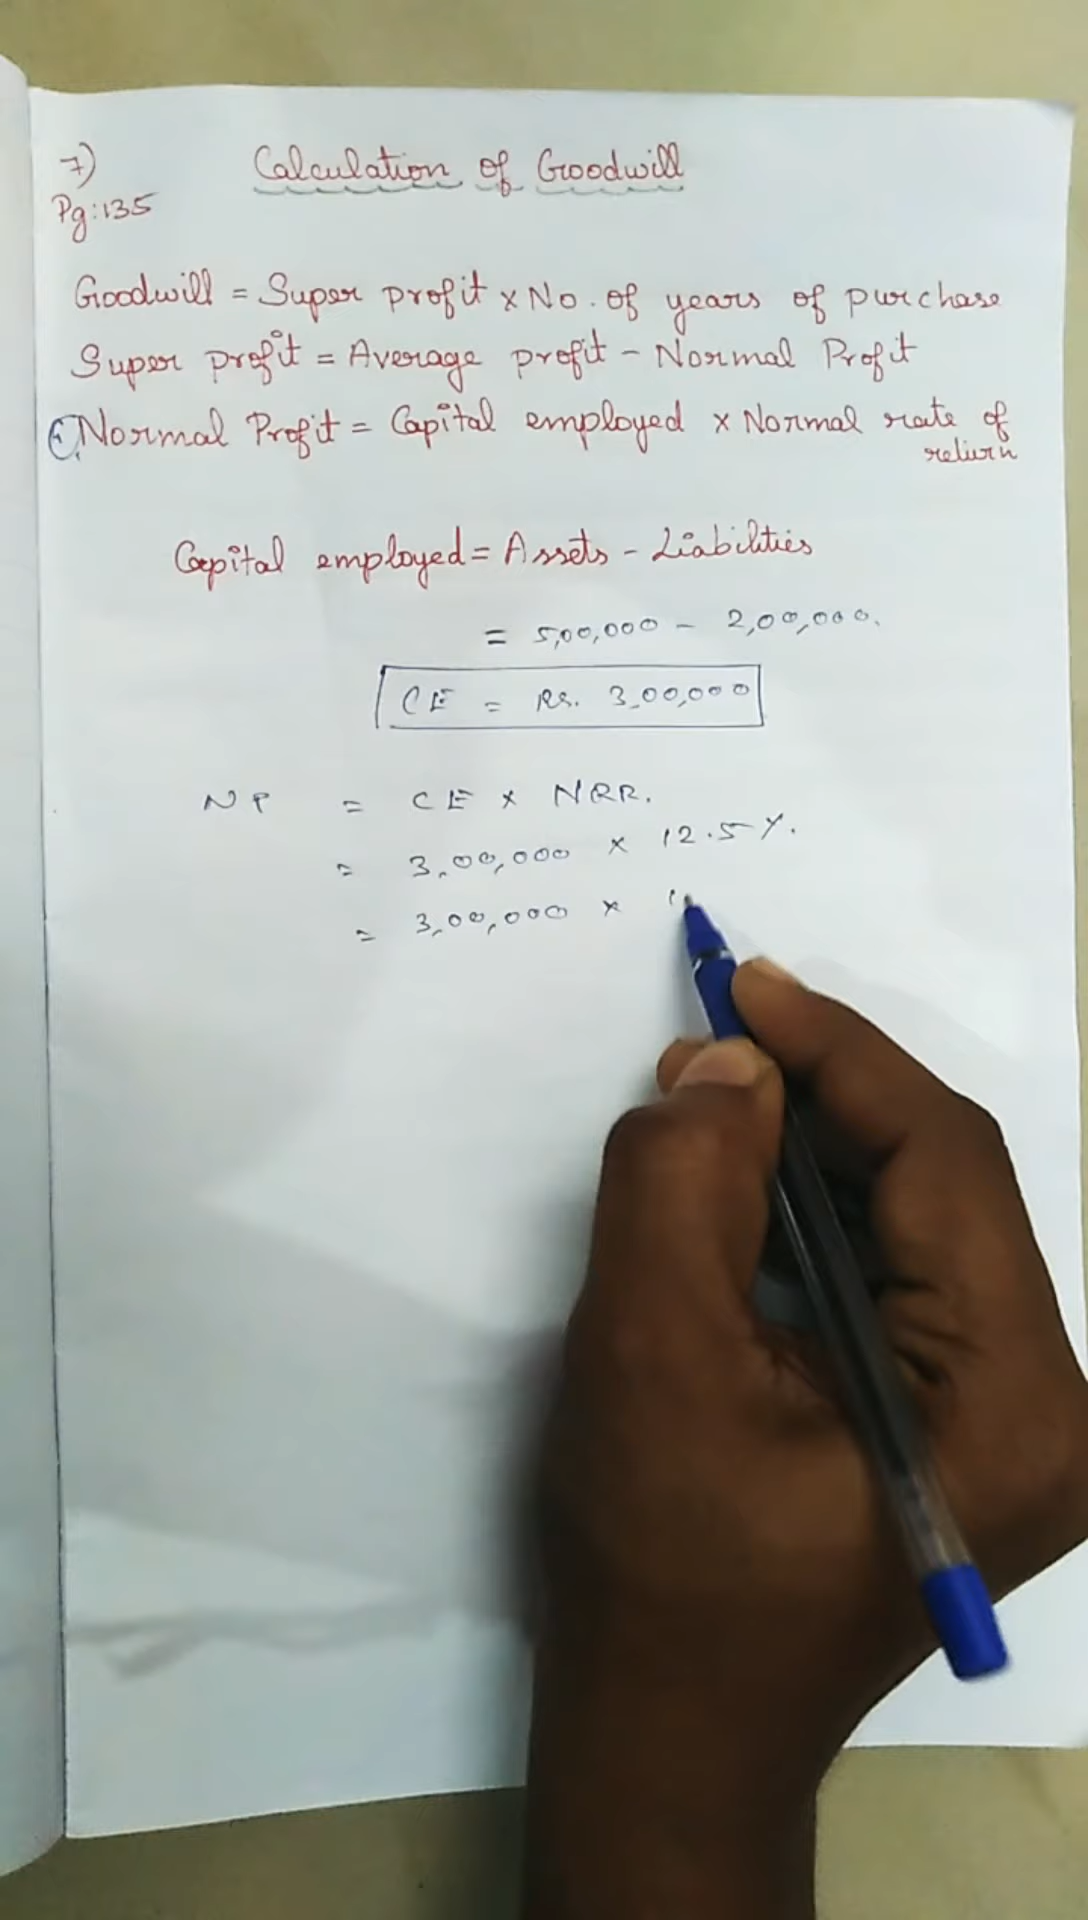 7) Calculation of Goodwill
Pg:135
Goodwill = Super profit x No. of years of purchase
Super profit = Average profit - Normal Profit
Normal Profit = Capital employed x Normal rate of
return
Capital employed = Assets - Liabilities
= 5,00,000 - 2,00,000.
CE = Rs. 3,00,000
NP = CE x NRR.
= 3,00,000 x 12.5%.
= 3,00,000 x